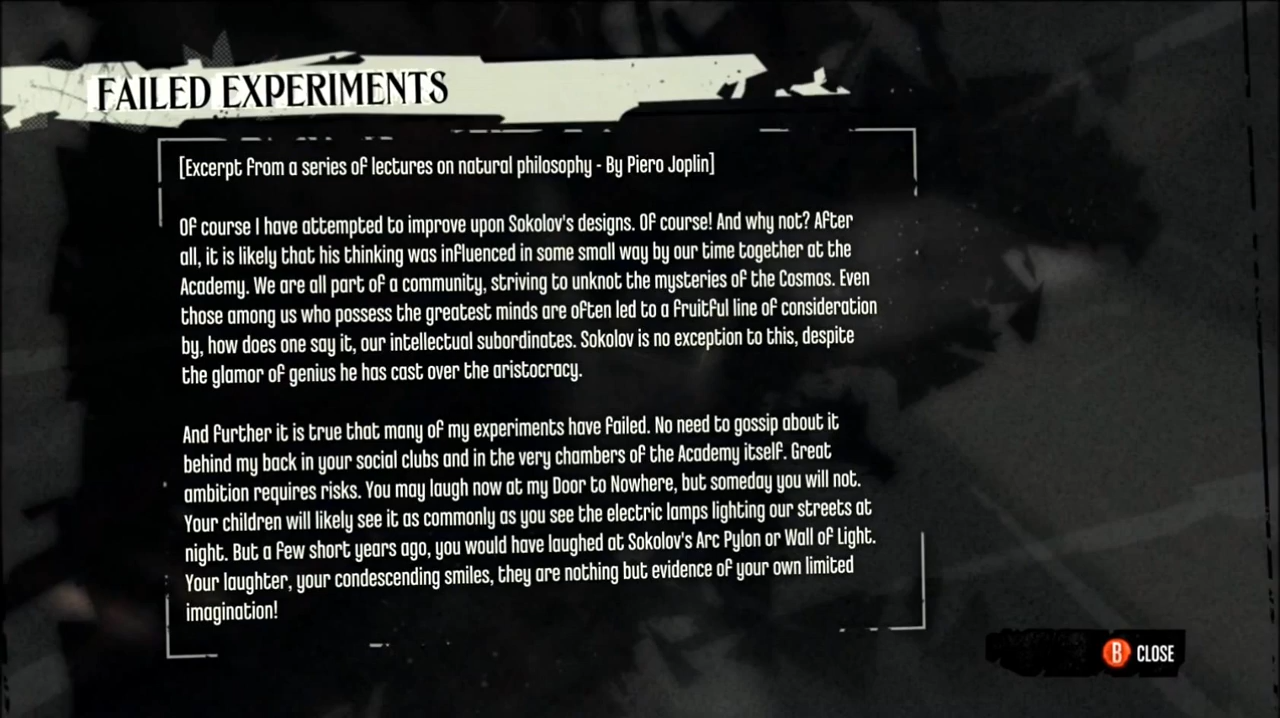 FAILED EXPERIMENTS
[Excerpt from a series of lectures on natural philosophy - By Piero Joplin]
Of course I have attempted to improve upon Sokolov's designs. Of course! And why not? After
all, it is likely that his thinking was influenced in some small way by our time together at the
Academy. We are all part of a community, striving to unknot the mysteries of the Cosmos. Even
those among us who possess the greatest minds are often led to a fruitful line of consideration
by, how does one say it, our intellectual subordinates. Sokolov is no exception to this, despite
the glamor of genius he has cast over the aristocracy.
And further it is true that many of my experiments have failed. No need to gossip about it
behind my back in your social clubs and in the very chambers of the Academy itself. Great
ambition requires risks. You may laugh now at my Door to Nowhere, but someday you will not.
Your children will likely see it as commonly as you see the electric lamps lighting our streets at
night. But a few short years ago, you would have laughed at Sokolov's Arc Pylon or Wall of Light.
Your laughter, your condescending smiles, they are nothing but evidence of your own limited
imagination!
B CLOSE